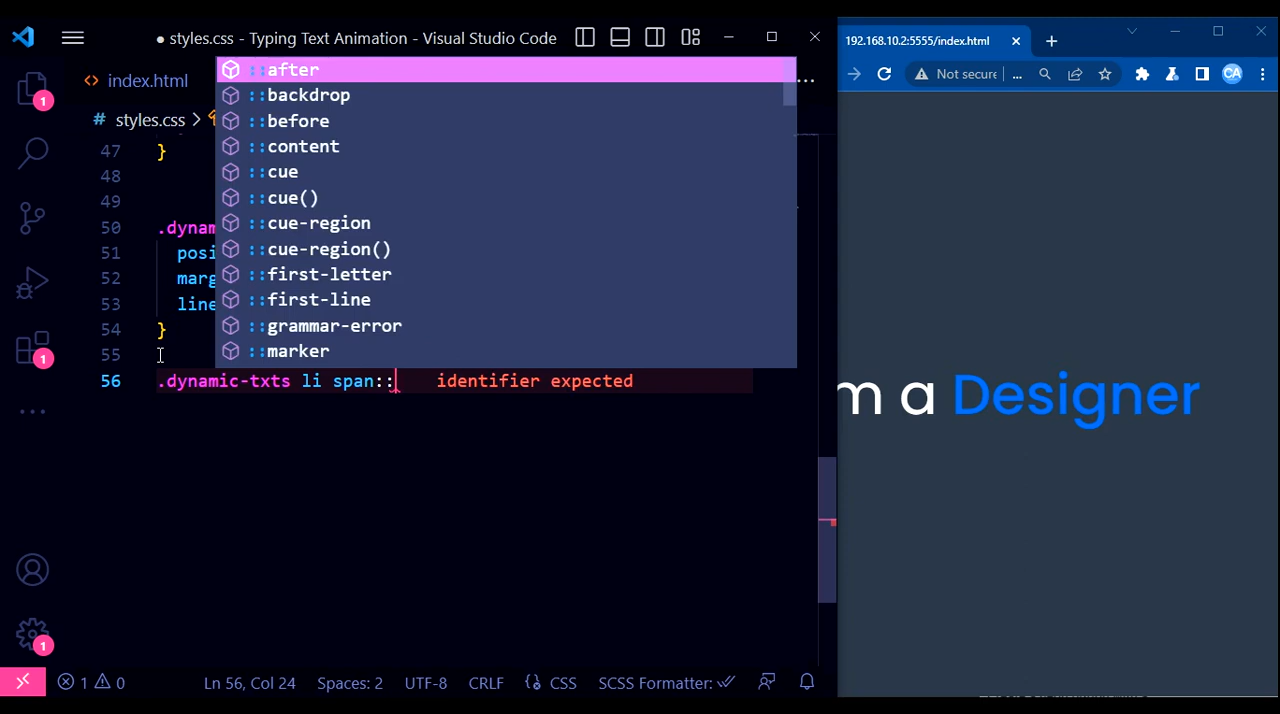 ● styles.css - Typing Text Animation - Visual Studio Code
index.html
styles.css >
::after
::backdrop
::before
::content
::cue
::cue()
::cue-region
::cue-region()
::first-letter
::first-line
::grammar-error
::marker
47 }
48
49
50 .dynam
51 posi
52 marg
53 line
54 }
55
56 .dynamic-txts li span:: identifier expected
1
1
1
1 0 Ln 56, Col 24 Spaces: 2 UTF-8 CRLF CSS SCSS Formatter:
192.168.10.2:5555/index.html
Not secure ... CA
m a Designer